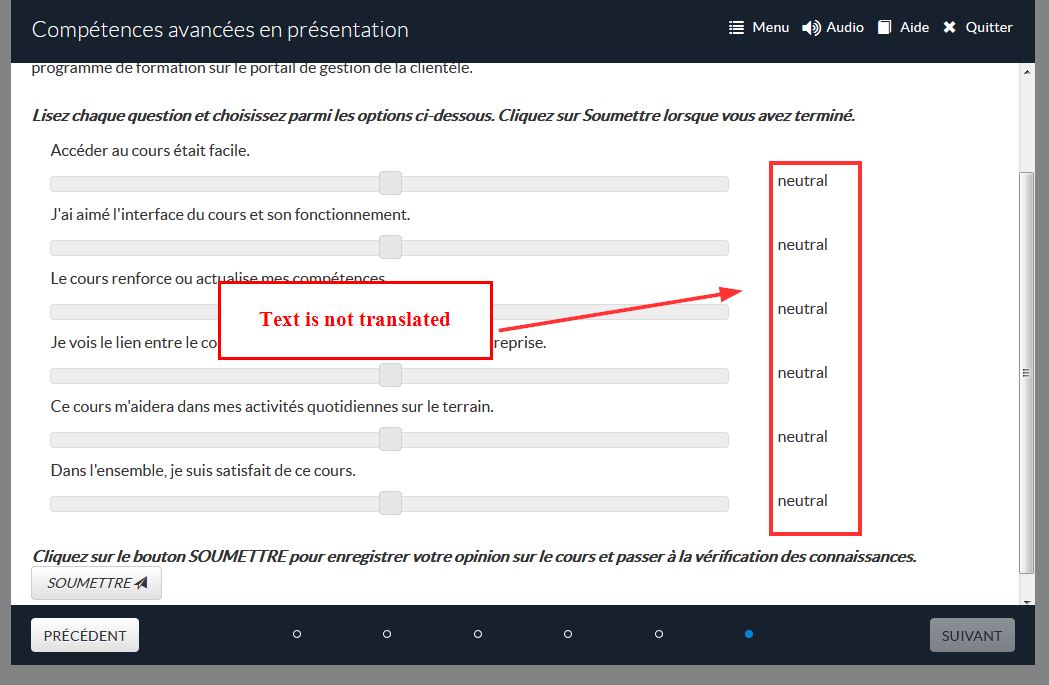 Compétences avancées en présentation
Menu Audio Aide Quitter
programme de formation sur le portail de gestion de la clientèle.
Lisez chaque question et choisissez parmi les options ci-dessous. Cliquez sur Soumettre lorsque vous avez terminé.
Accéder au cours était facile.
neutral
J'ai aimé l'interface du cours et son fonctionnement.
neutral
Le cours renforce ou actualise mes compétences
neutral
Text is not translated
Je vois le lien entre le co
reprise.
neutral
Ce cours m'aidera dans mes activités quotidiennes sur le terrain.
neutral
Dans l'ensemble, je suis satisfait de ce cours.
neutral
Cliquez sur le bouton SOUMETTRE pour enregistrer votre opinion sur le cours et passer à la vérification des connaissances.
SOUMETTRE
PRÉCÉDENT
SUIVANT